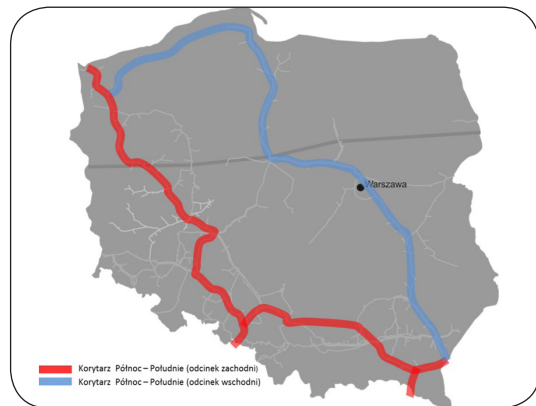 Warszawa
Korytarz Północ – Południe (odcinek zachodni)
Korytarz Północ – Południe (odcinek wschodni)